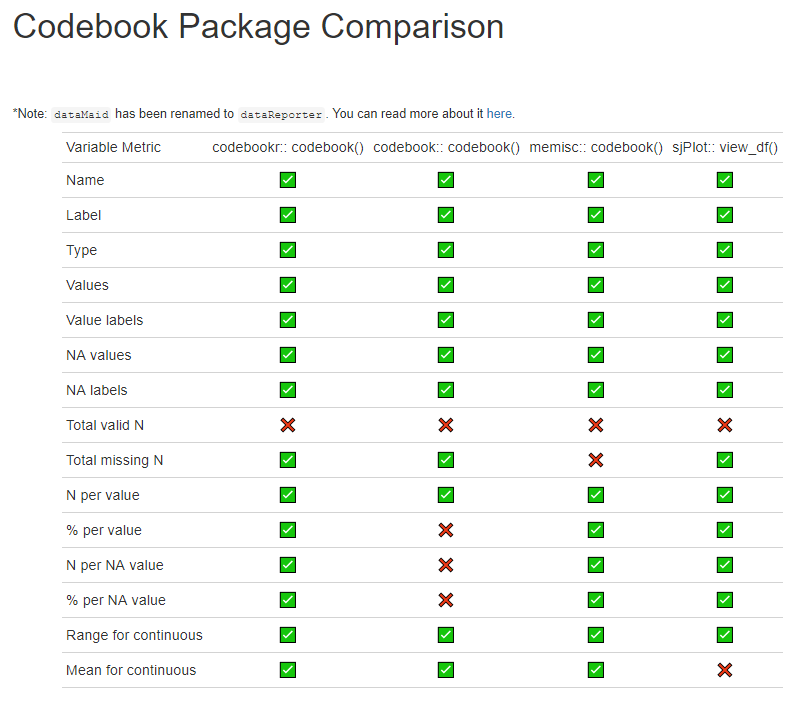 Codebook Package Comparison
*Note: dataMaid has been renamed to dataReporter. You can read more about it here.
Variable Metric codebookr:: codebook() codebook:: codebook() memisc:: codebook() sjPlot:: view_df()
Name ✅ ✅ ✅ ✅
Label ✅ ✅ ✅ ✅
Type ✅ ✅ ✅ ✅
Values ✅ ✅ ✅ ✅
Value labels ✅ ✅ ✅ ✅
NA values ✅ ✅ ✅ ✅
NA labels ✅ ✅ ✅ ✅
Total valid N ❌ ❌ ❌ ❌
Total missing N ✅ ✅ ❌ ✅
N per value ✅ ✅ ✅ ✅
% per value ✅ ❌ ✅ ✅
N per NA value ✅ ❌ ✅ ✅
% per NA value ✅ ❌ ✅ ✅
Range for continuous ✅ ✅ ✅ ✅
Mean for continuous ✅ ✅ ✅ ❌